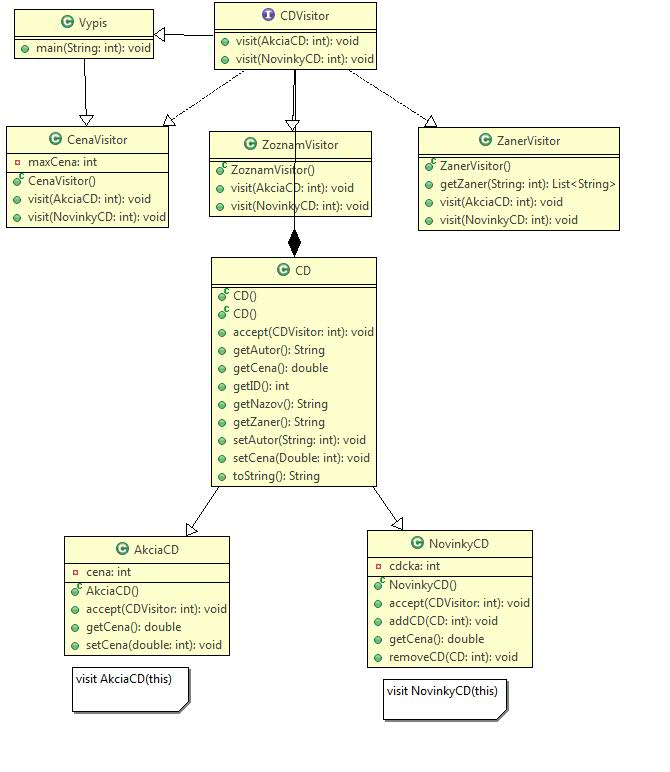 Vypis
main(String: int): void
CDVisitor
visit(AkciaCD: int): void
visit(NovinkyCD: int): void
CenaVisitor
maxCena: int
CenaVisitor()
visit(AkciaCD: int): void
visit(NovinkyCD: int): void
ZoznamVisitor
ZoznamVisitor()
visit(AkciaCD: int): void
visit(NovinkyCD: int): void
ZanerVisitor
ZanerVisitor()
getZaner(String: int): List<String>
visit(AkciaCD: int): void
visit(NovinkyCD: int): void
CD
CD()
CD()
accept(CDVisitor: int): void
getAutor(): String
getCena(): double
getID(): int
getNazov(): String
getZaner(): String
setAutor(String: int): void
setCena(Double: int): void
toString(): String
AkciaCD
cena: int
AkciaCD()
accept(CDVisitor: int): void
getCena(): double
setCena(double: int): void
visit AkciaCD(this)
NovinkyCD
cdcka: int
NovinkyCD()
accept(CDVisitor: int): void
addCD(CD: int): void
getCena(): double
removeCD(CD: int): void
visit NovinkyCD(this)